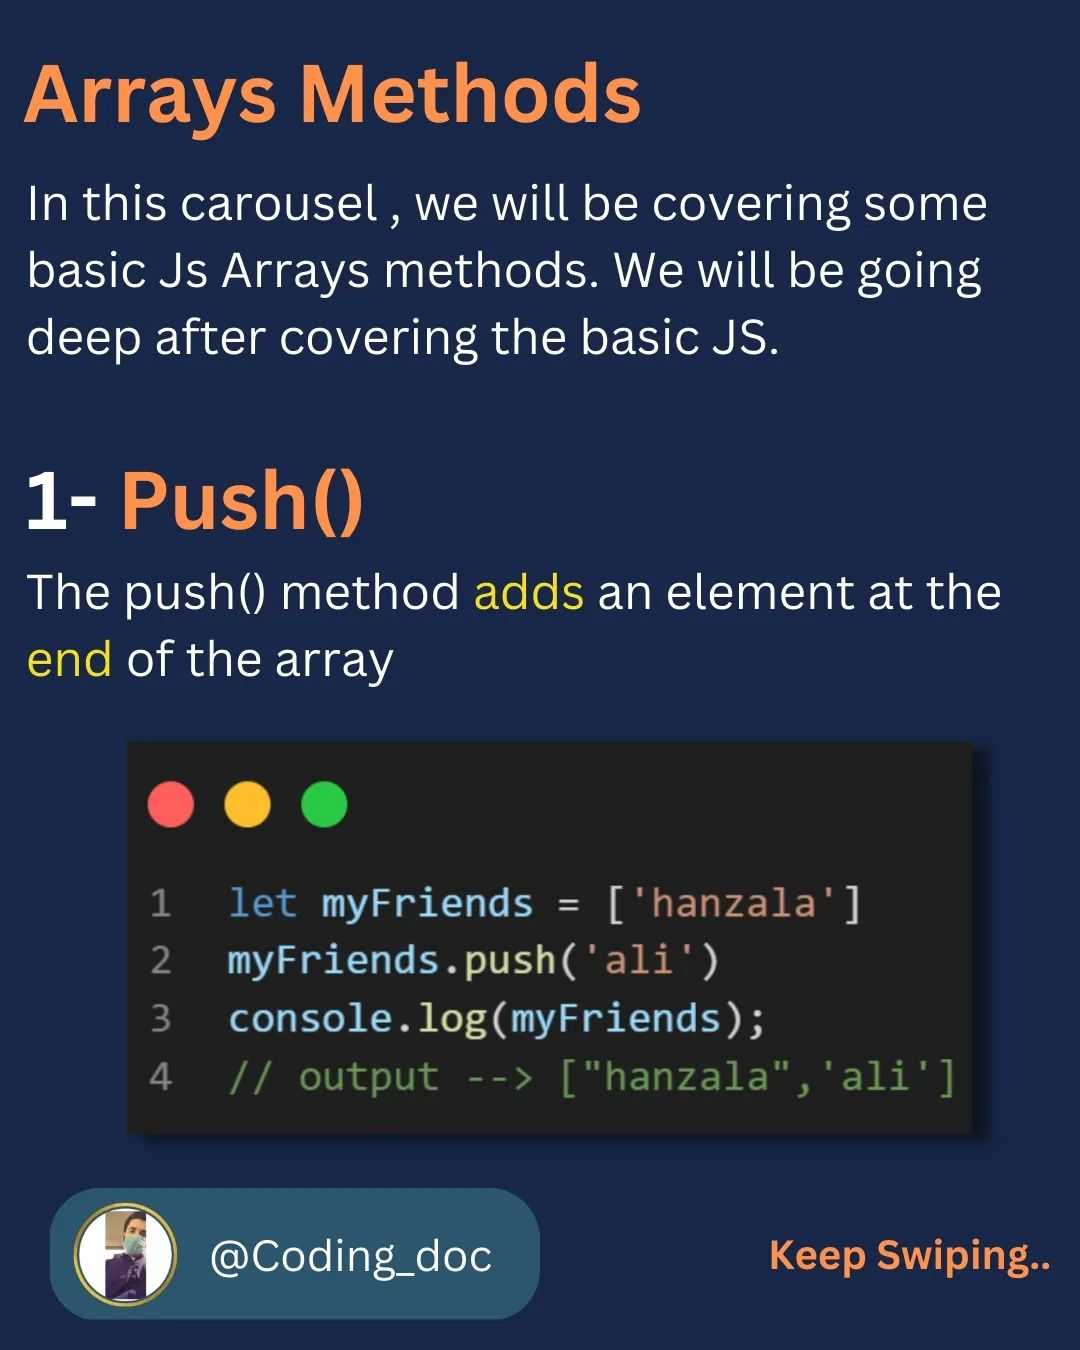 Arrays Methods
In this carousel , we will be covering some
basic Js Arrays methods. We will be going
deep after covering the basic JS.
1- Push()
The push() method adds an element at the
end of the array
1 let myFriends = ['hanzala']
2 myFriends.push('ali')
3 console.log(myFriends);
4 // output --> ["hanzala",'ali']
@Coding_doc
Keep Swiping..